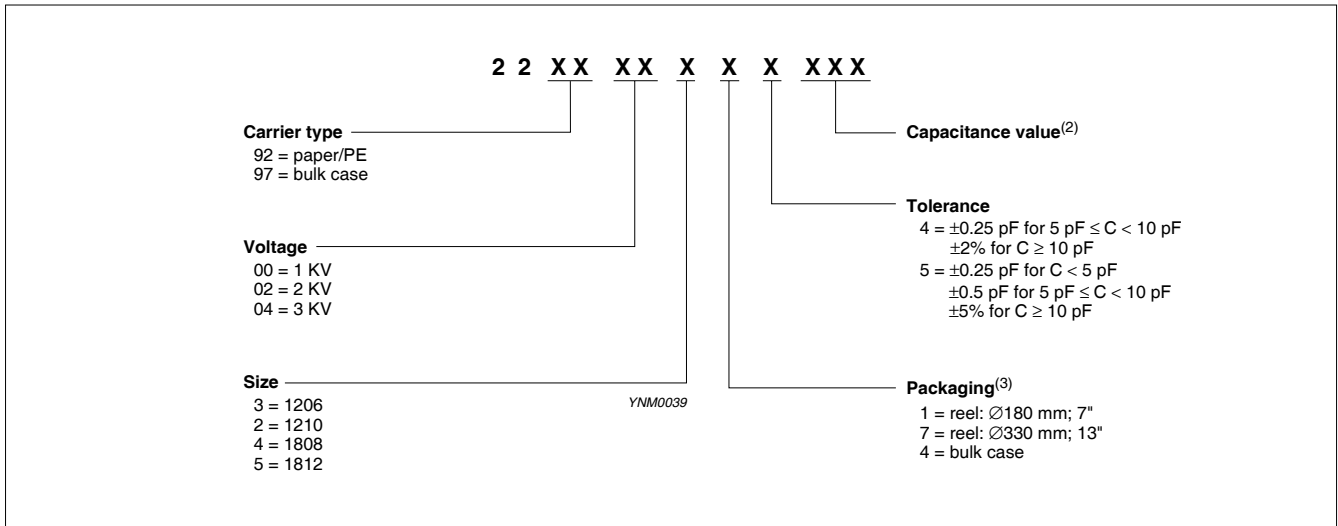 2 2 X X X X X X X X X X
Carrier type
92 = paper/PE
97 = bulk case
Voltage
00 = 1 KV
02 = 2 KV
04 = 3 KV
Size
3 = 1206
2 = 1210
4 = 1808
5 = 1812
YNM0039
Capacitance value(2)
Tolerance
4 = ±0.25 pF for 5 pF ≤ C < 10 pF
±2% for C ≥ 10 pF
5 = ±0.25 pF for C < 5 pF
±0.5 pF for 5 pF ≤ C < 10 pF
±5% for C ≥ 10 pF
Packaging(3)
1 = reel: ∅180 mm; 7"
7 = reel: ∅330 mm; 13"
4 = bulk case